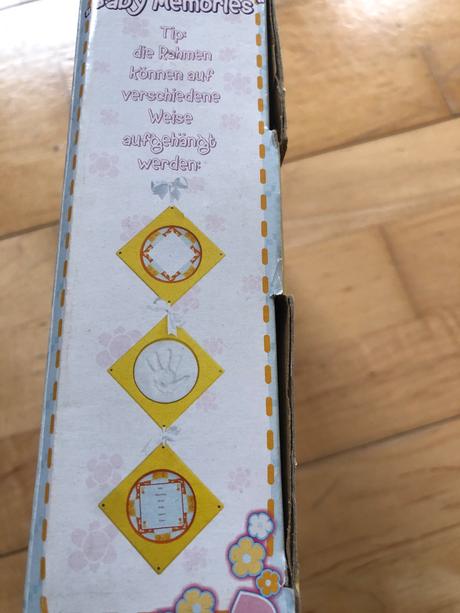 Baby Memories
Tip:
die Rahmen
können auf
verschiedene
Weise
aufgehängt
werden: